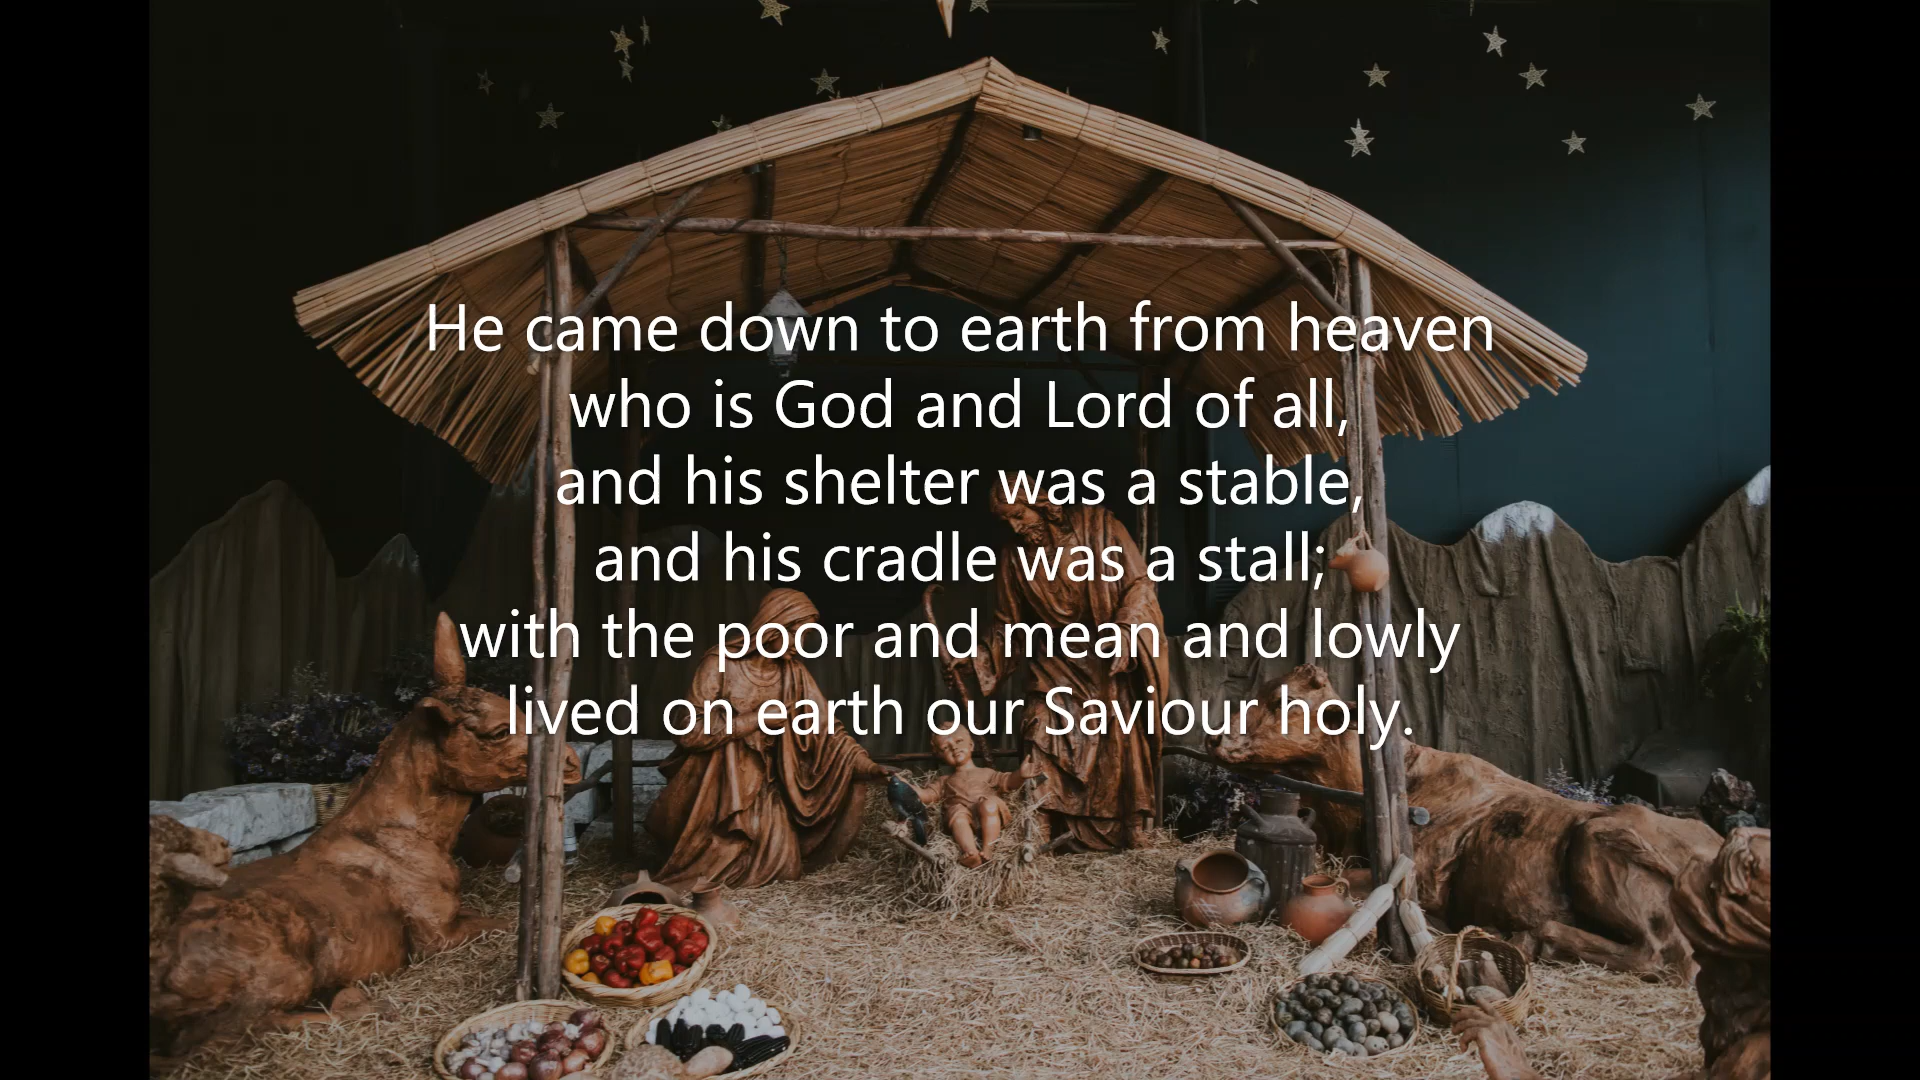 He came down to earth from heaven
who is God and Lord of all,
and his shelter was a stable,
and his cradle was a stall;
with the poor and mean and lowly
lived on earth our Saviour holy.